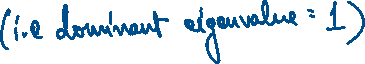 (i.e dominant eigenvalue = 1)